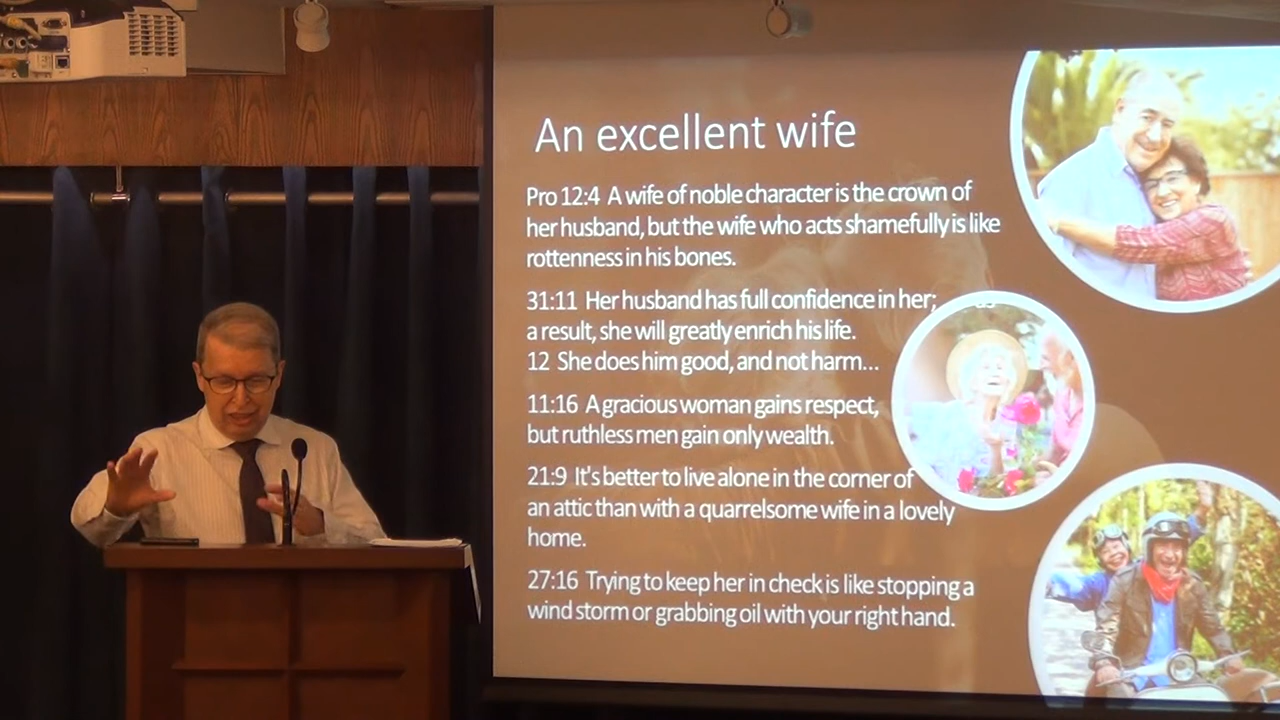 An excellent wife
Pro 12:4 A wife of noble character is the crown of
her husband, but the wife who acts shamefully is like
rottenness in his bones.
31:11 Her husband has full confidence in her; as
a result, she will greatly enrich his life.
12 She does him good, and not harm...
11:16 A gracious woman gains respect,
but ruthless men gain only wealth.
21:9 It's better to live alone in the corner of
an attic than with a quarrelsome wife in a lovely
home.
27:16 Trying to keep her in check is like stopping a
wind storm or grabbing oil with your right hand.